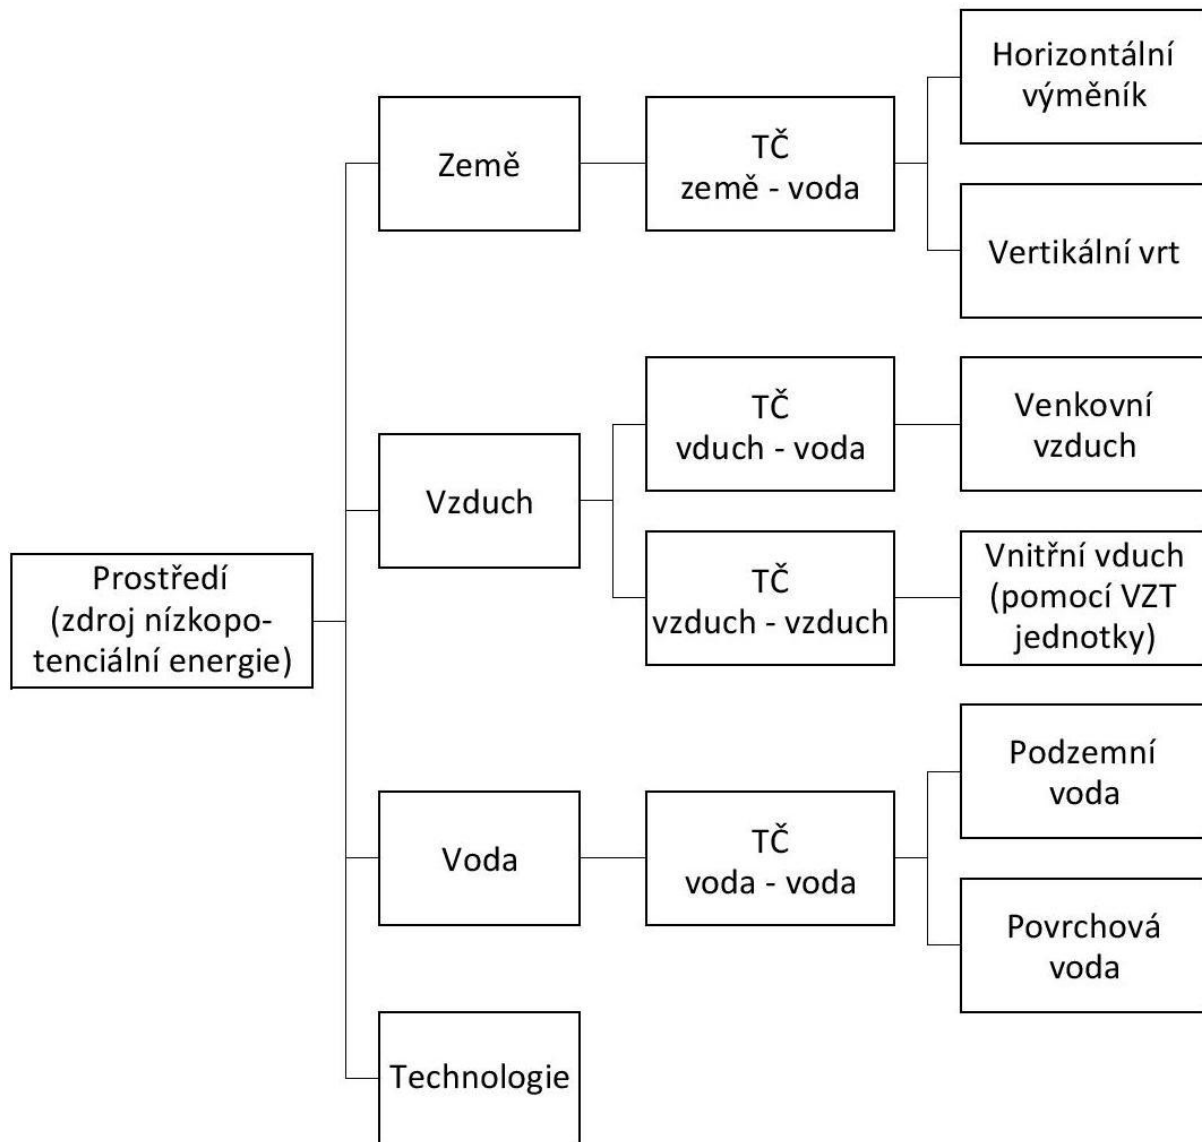 Prostředí
(zdroj nízkopo-
tenciální energie)
Země
TČ
země - voda
Horizontální
výměník
Vertikální vrt
Vzduch
TČ
vduch - voda
Venkovní
vzduch
TČ
vzduch - vzduch
Vnitřní vduch
(pomocí VZT
jednotky)
Voda
TČ
voda - voda
Podzemní
voda
Povrchová
voda
Technologie